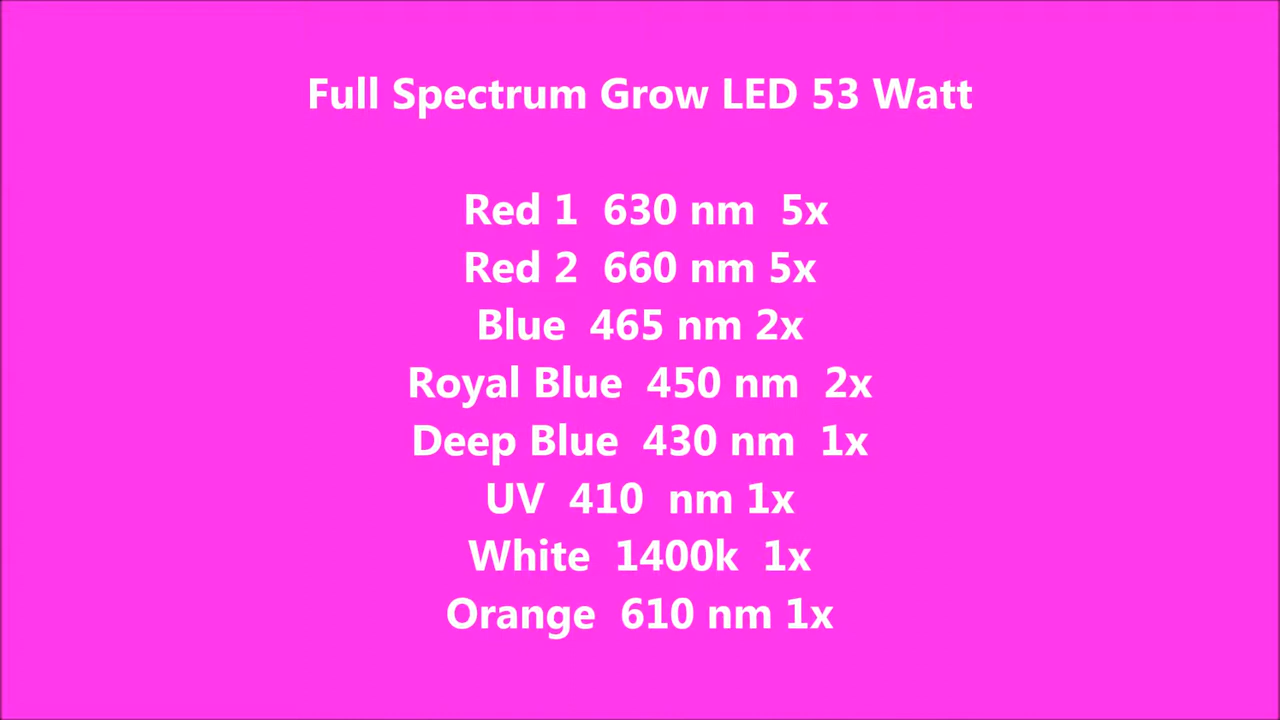 Full Spectrum Grow LED 53 Watt
Red 1  630 nm  5x
Red 2  660 nm 5x
Blue  465 nm 2x
Royal Blue  450 nm  2x
Deep Blue  430 nm  1x
UV  410  nm 1x
White  1400k  1x
Orange  610 nm 1x